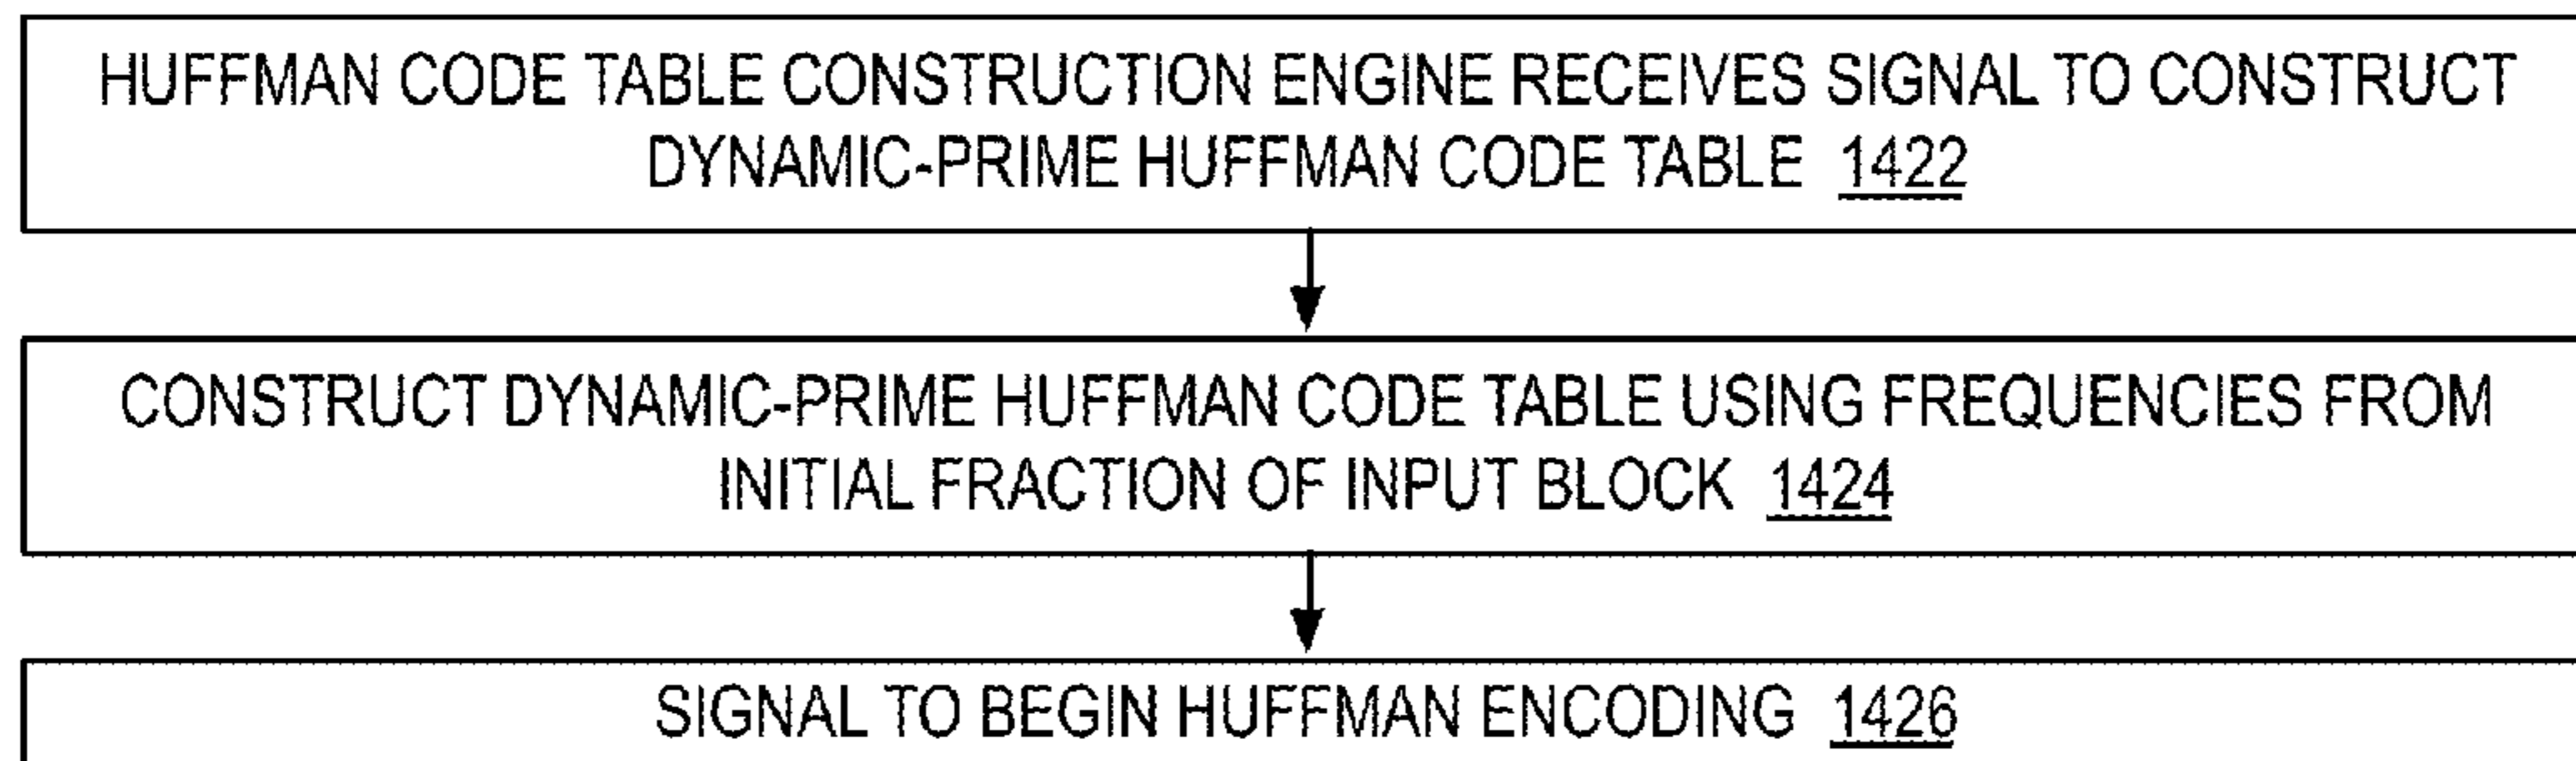 HUFFMAN CODE TABLE CONSTRUCTION ENGINE RECEIVES SIGNAL TO CONSTRUCT
DYNAMIC-PRIME HUFFMAN CODE TABLE 1422
CONSTRUCT DYNAMIC-PRIME HUFFMAN CODE TABLE USING FREQUENCIES FROM
INITIAL FRACTION OF INPUT BLOCK 1424
SIGNAL TO BEGIN HUFFMAN ENCODING 1426